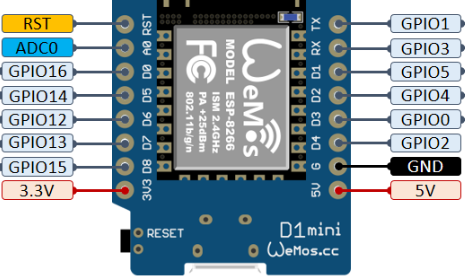 RST RST TX GPIO1
ADC0 A0 RX GPIO3
GPIO16 D0 D1 GPIO5
GPIO14 D5 D2 GPIO4
GPIO12 D6 D3 GPIO0
GPIO13 D7 D4 GPIO2
GPIO15 D8 G GND
3.3V 3V3 5V 5V
WeMos
MODEL ESP-8266
ISM 2.4GHz
PA +25dBm
802.11b/g/n
FC
RESET
D1mini
WeMos.cc